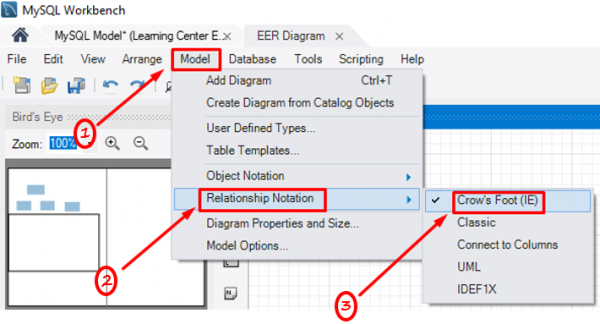 MySQL Workbench
MySQL Model* (Learning Center E... × EER Diagram ×
File Edit View Arrange Model Database Tools Scripting Help
Add Diagram Ctrl+T
Create Diagram from Catalog Objects
Bird's Eye
User Defined Types...
1
Zoom: 100%
Table Templates...
Object Notation
Relationship Notation
Crow's Foot (IE)
Diagram Properties and Size...
Classic
Model Options...
Connect to Columns
2
UML
3
IDEF1X
N